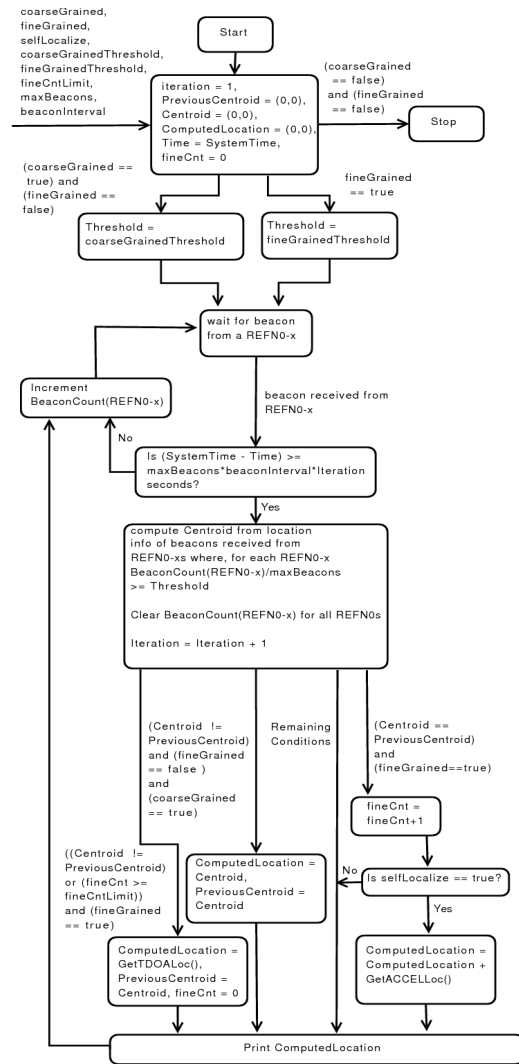 coarseGrained,
fineGrained,
selfLocalize,
coarseGrainedThreshold,
fineGrainedThreshold,
fineCntLimit,
maxBeacons,
beaconInterval
Start
iteration = 1,
PreviousCentroid = (0,0),
Centroid = (0,0),
ComputedLocation = (0,0),
Time = SystemTime,
fineCnt = 0
(coarseGrained
== false)
and (fineGrained
== false)
Stop
(coarseGrained ==
true) and
(fineGrained ==
false)
fineGrained
== true
Threshold =
coarseGrainedThreshold
Threshold =
fineGrainedThreshold
wait for beacon
from a REFN0-x
Increment
BeaconCount(REFN0-x)
beacon received from
REFN0-x
No
Is (SystemTime - Time) >=
maxBeacons*beaconInterval*Iteration
seconds?
Yes
compute Centroid from location
info of beacons received from
REFN0-xs where, for each REFN0-x
BeaconCount(REFN0-x)/maxBeacons
>= Threshold
Clear BeaconCount(REFN0-x) for all REFN0s
Iteration = Iteration + 1
(Centroid !=
PreviousCentroid)
and (fineGrained
== false )
and
(coarseGrained
== true)
Remaining
Conditions
(Centroid ==
PreviousCentroid)
and
(fineGrained==true)
fineCnt =
fineCnt+1
((Centroid !=
PreviousCentroid)
or (fineCnt >=
fineCntLimit))
and (fineGrained
== true)
ComputedLocation =
Centroid,
PreviousCentroid =
Centroid
No
Is selfLocalize == true?
Yes
ComputedLocation =
GetTDOALoc(),
PreviousCentroid =
Centroid, fineCnt = 0
ComputedLocation =
ComputedLocation +
GetACCELLoc()
Print ComputedLocation